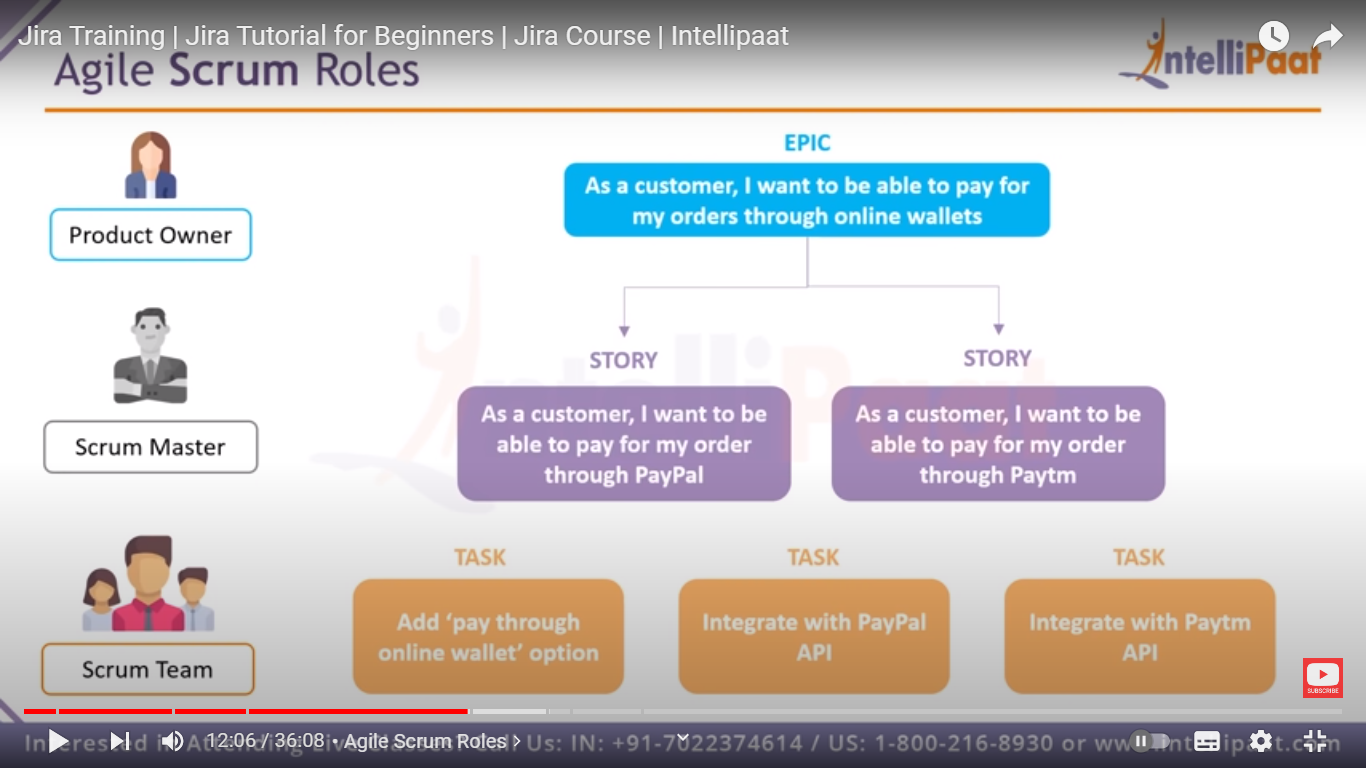 Jira Training | Jira Tutorial for Beginners | Jira Course | Intellipaat
Agile Scrum Roles
IntelliPaat
EPIC
As a customer, I want to be able to pay for
my orders through online wallets
Product Owner
STORY
STORY
As a customer, I want to be
able to pay for my order
through PayPal
As a customer, I want to be
able to pay for my order
through Paytm
Scrum Master
TASK
TASK
TASK
Add ‘pay through
online wallet’ option
Integrate with PayPal
API
Integrate with Paytm
API
Scrum Team
SUBSCRIBE
12:06 / 36:08 • Agile Scrum Roles
Interested in Attending Us: IN: +91-7022374614 / US: 1-800-216-8930 or